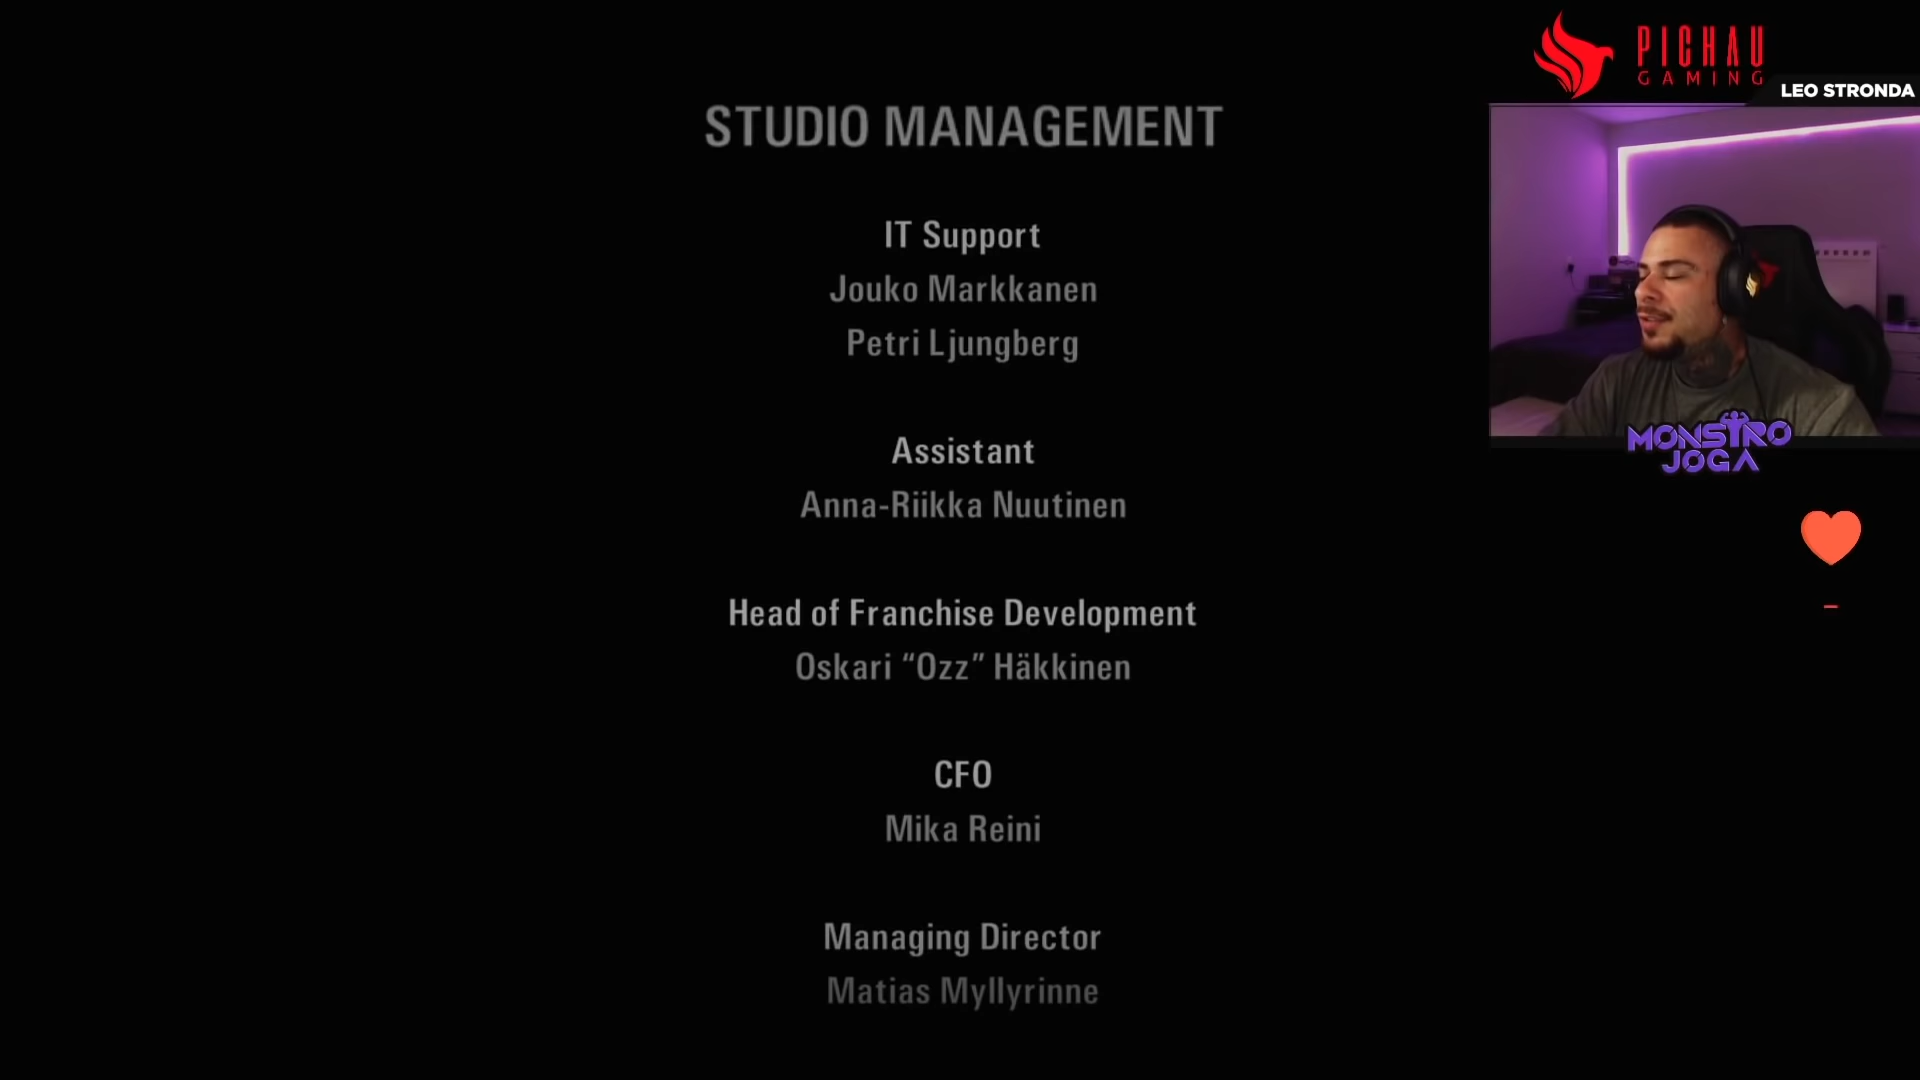 PICHAU
GAMING
LEO STRONDA
STUDIO MANAGEMENT
IT Support
Jouko Markkanen
Petri Ljungberg
Assistant
Anna-Riikka Nuutinen
MONSTRO
JOGA
Head of Franchise Development
Oskari “Ozz” Häkkinen
CFO
Mika Reini
Managing Director
Matias Myllyrinne